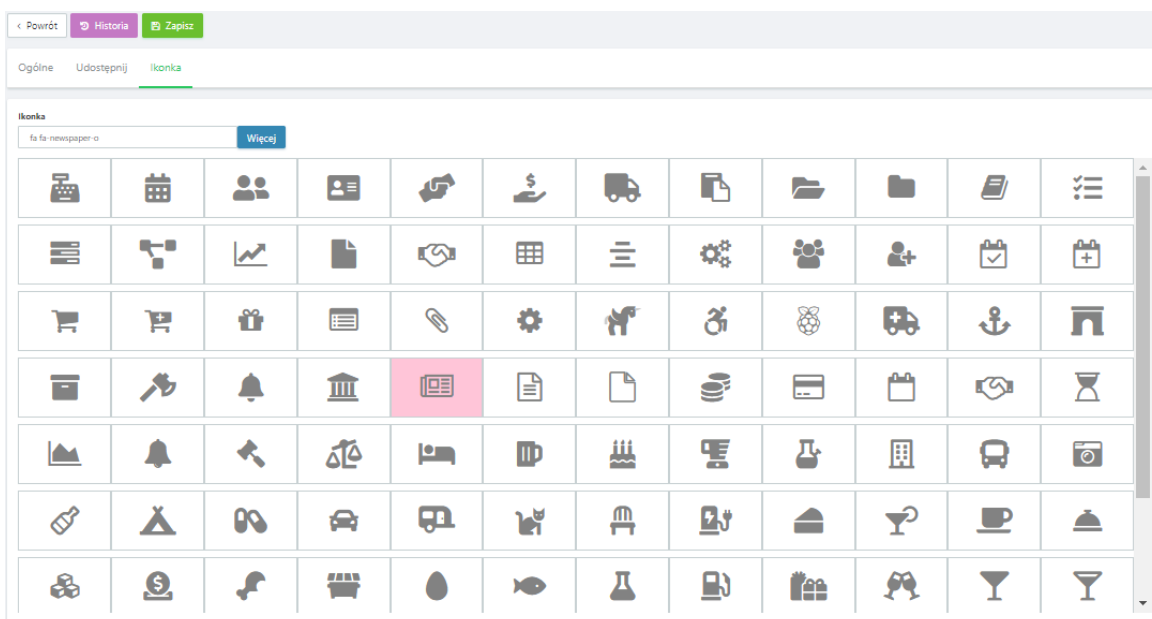 Powrót Historia Zapisz
Ogólne Udostępnij Ikonka
Ikonka
fa fa-newspaper-o Więcej